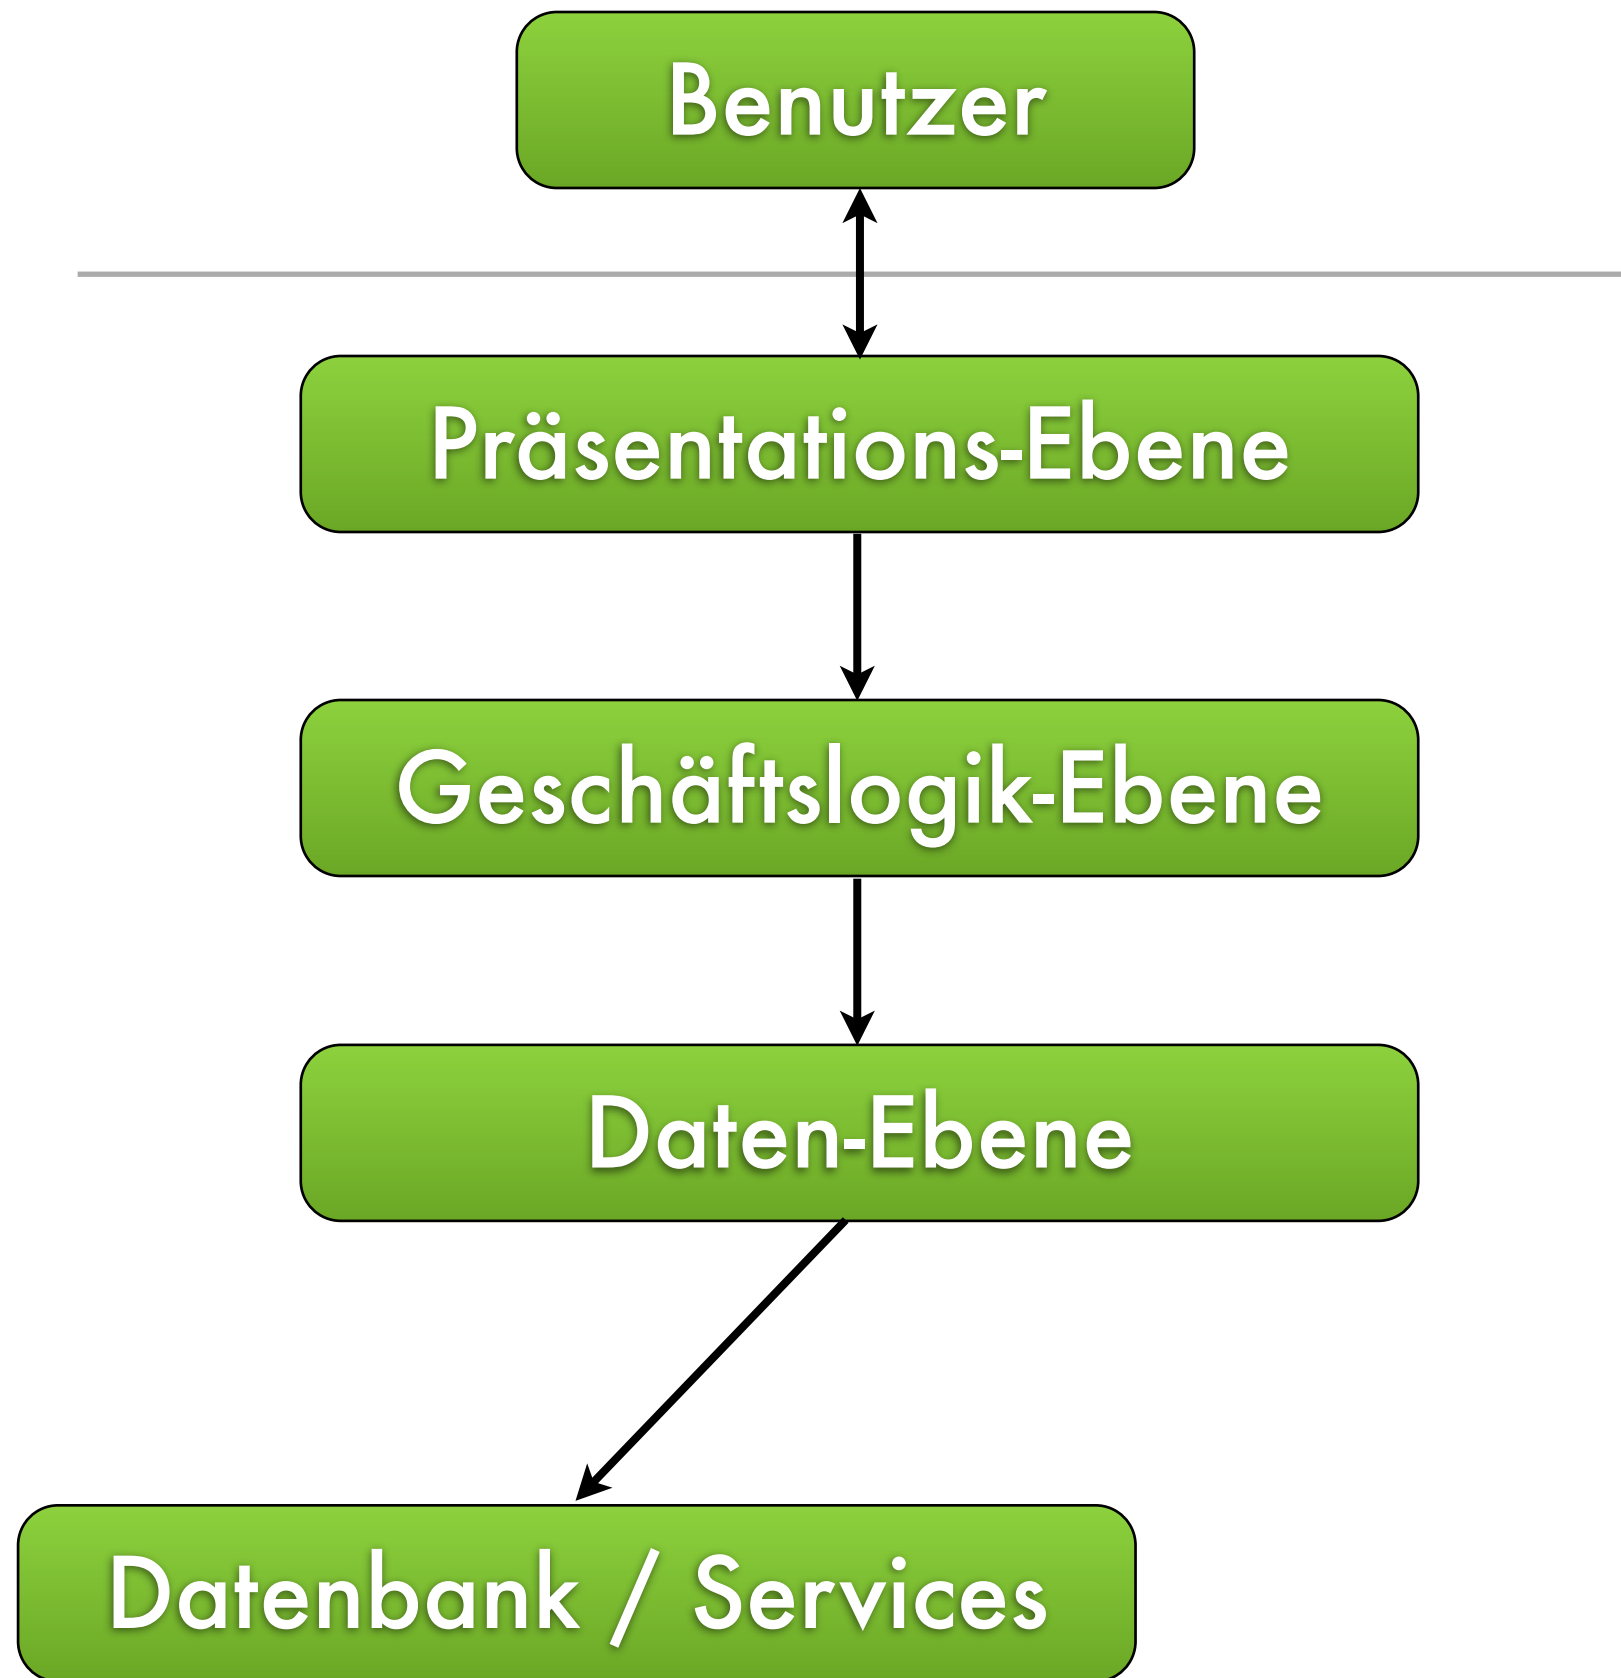 Benutzer
Präsentations-Ebene
Geschäftslogik-Ebene
Daten-Ebene
Datenbank / Services